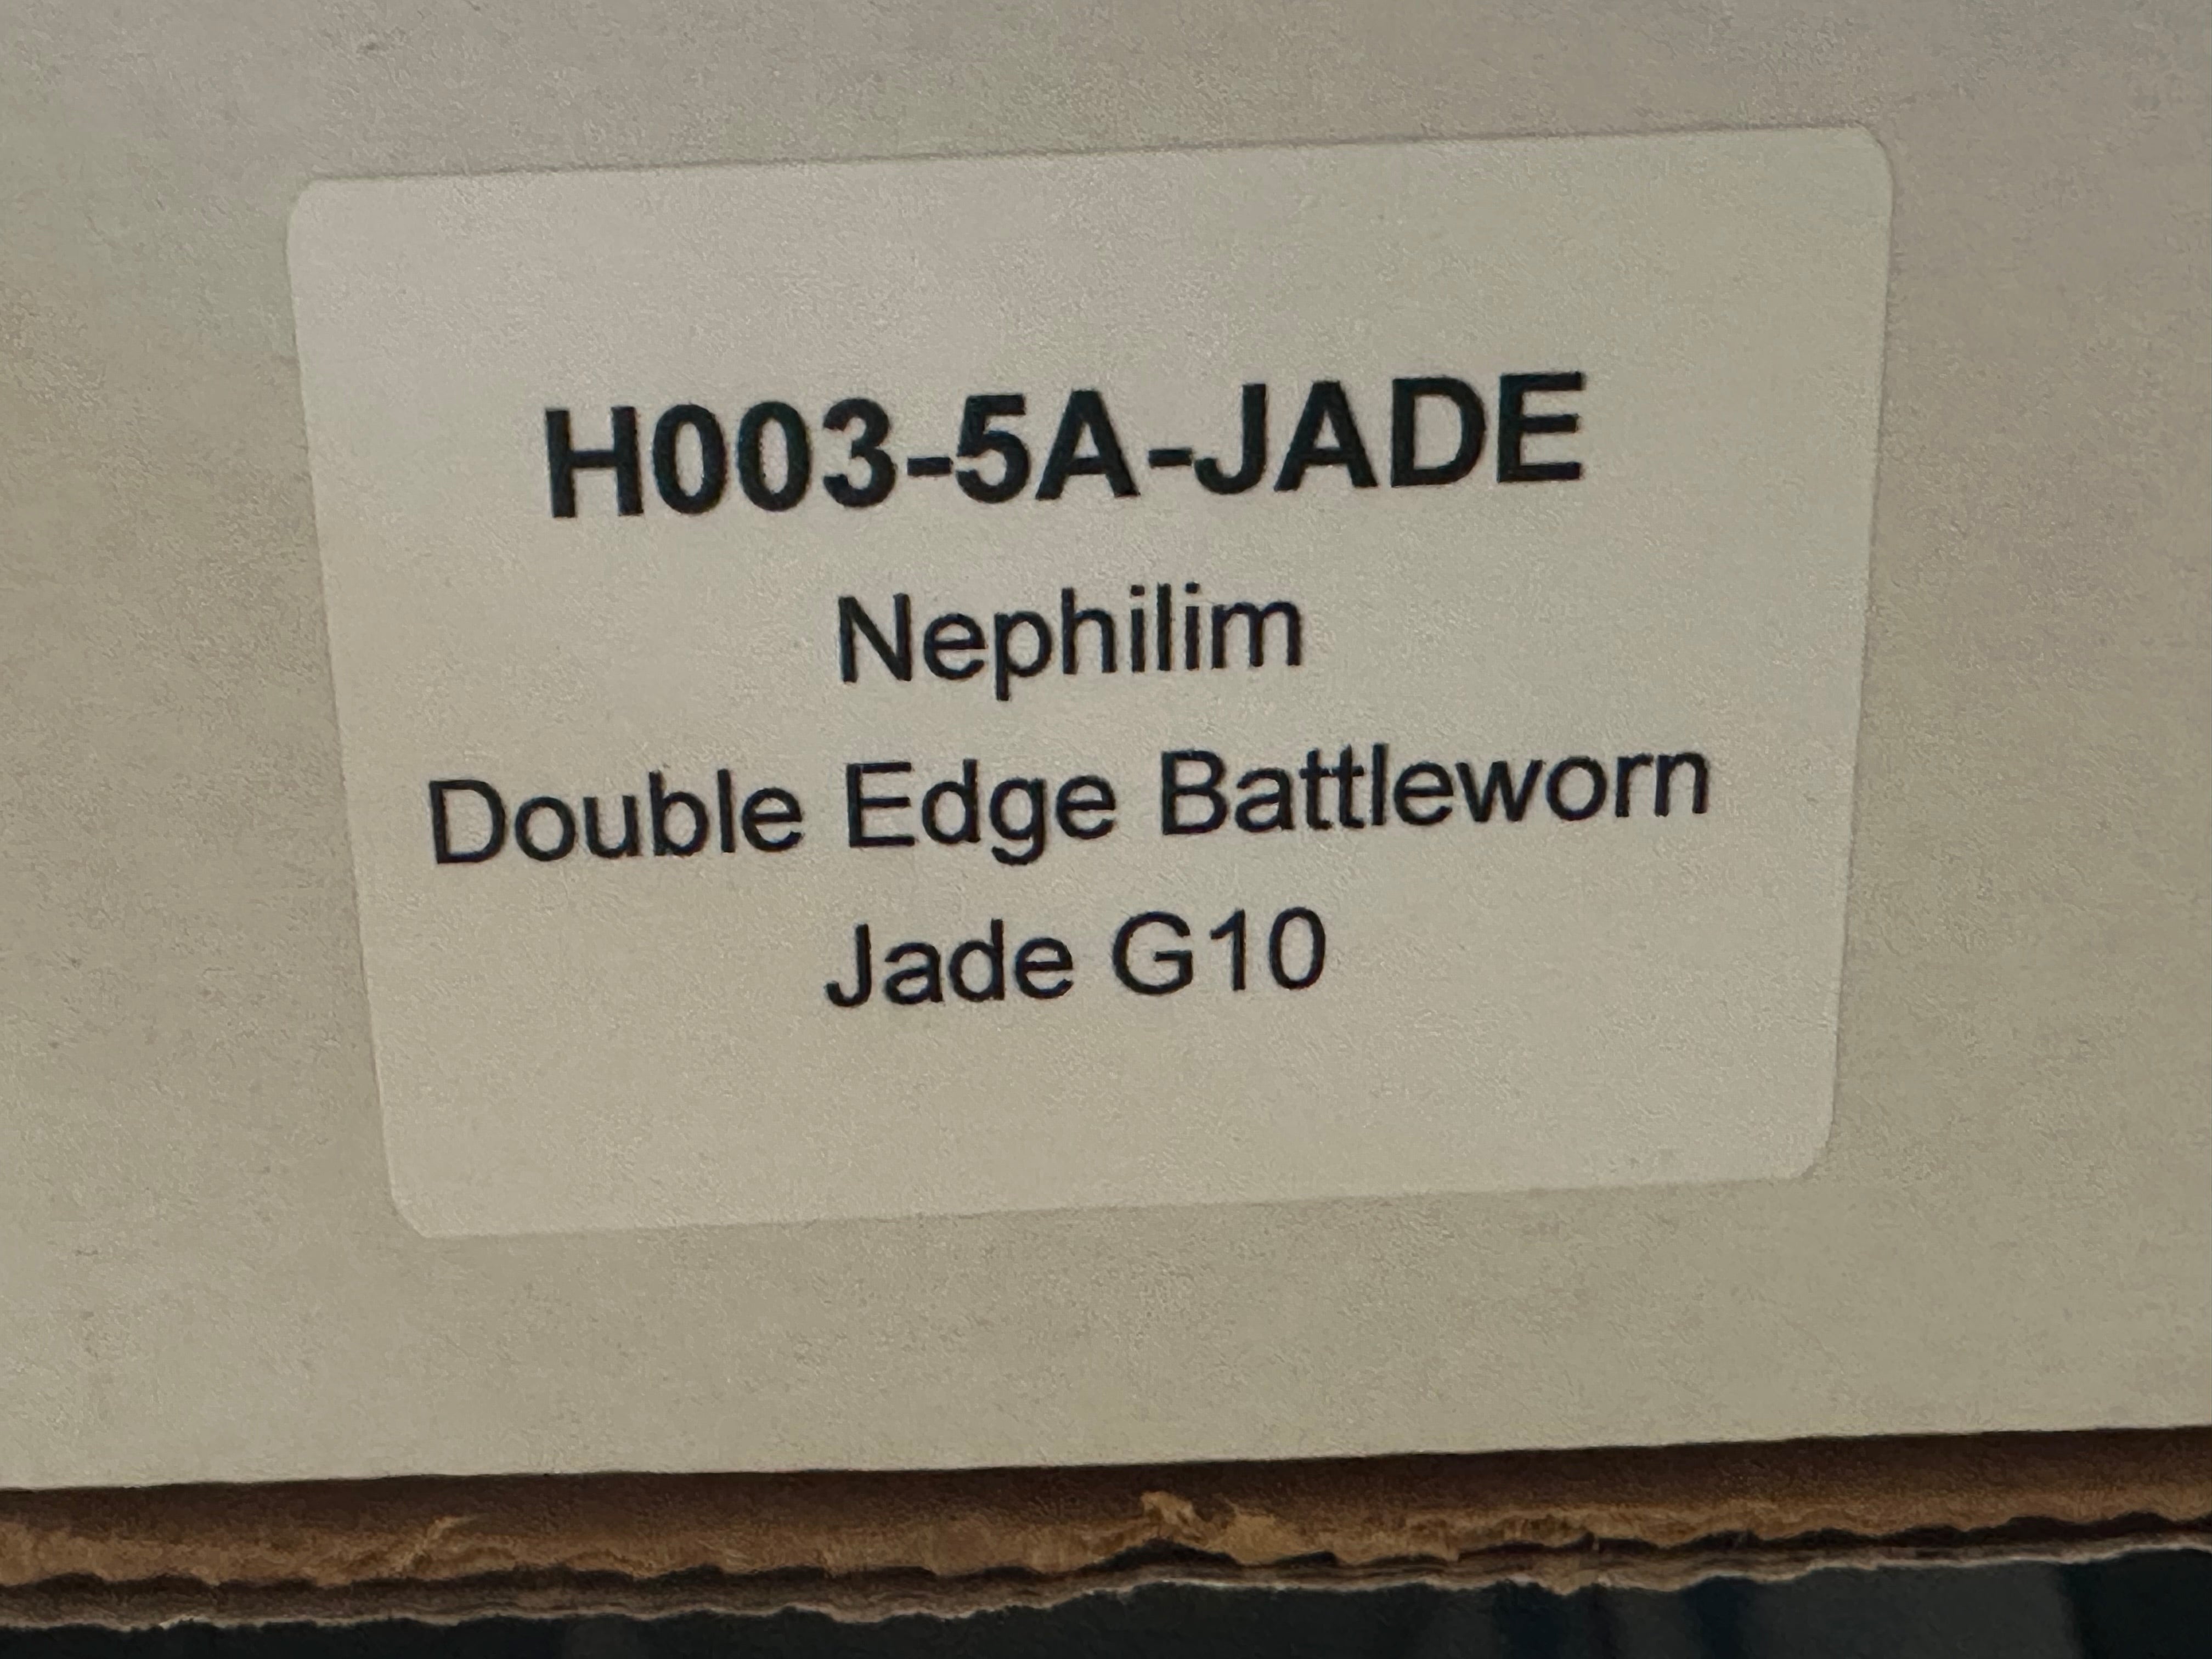 H003-5A-JADE
Nephilim
Double Edge Battleworn
Jade G10